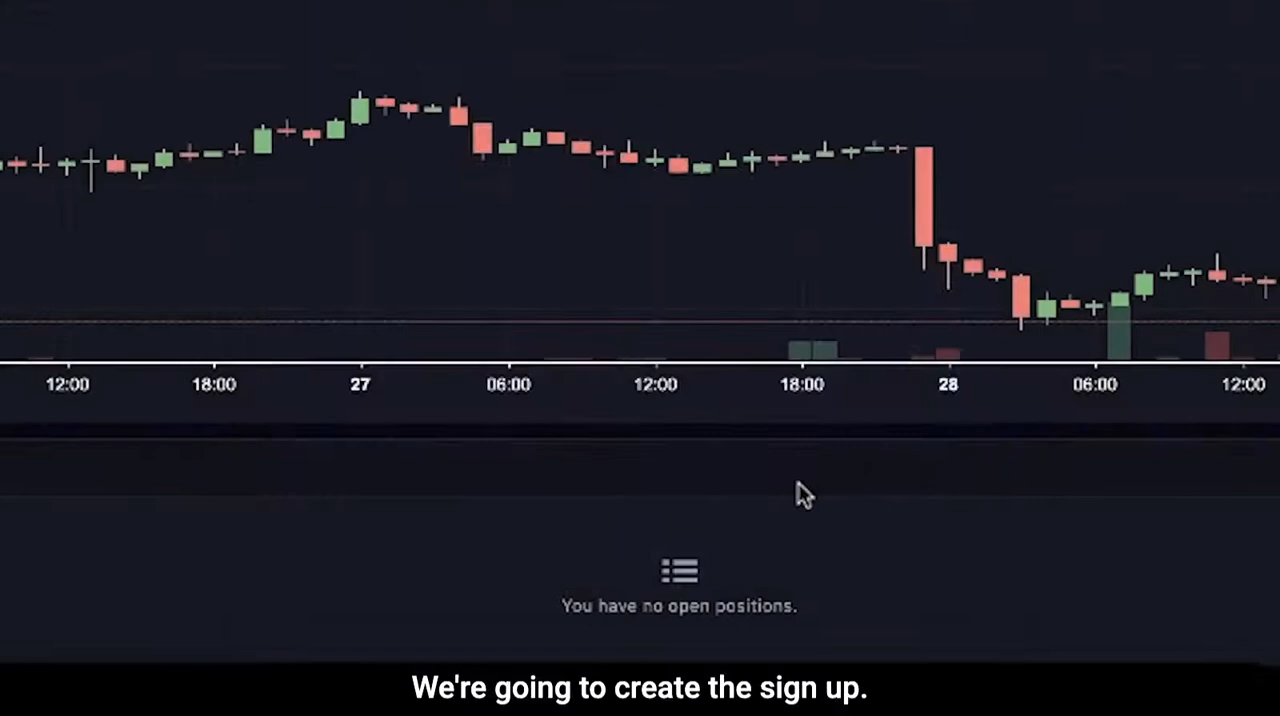 12:00 18:00 27 06:00 12:00 18:00 28 06:00 12:00
You have no open positions.
We're going to create the sign up.